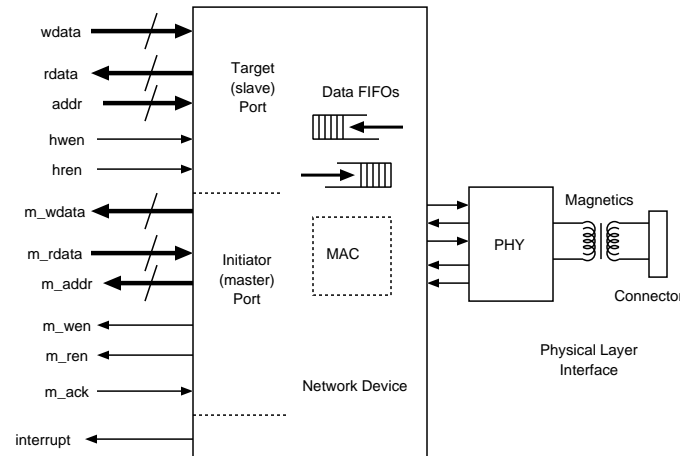 wdata
rdata
addr
hwen
hren
m_wdata
m_rdata
m_addr
m_wen
m_ren
m_ack
interrupt
Target
(slave)
Port
Initiator
(master)
Port
Data FIFOs
MAC
Network Device
PHY
Magnetics
Connector
Physical Layer
Interface